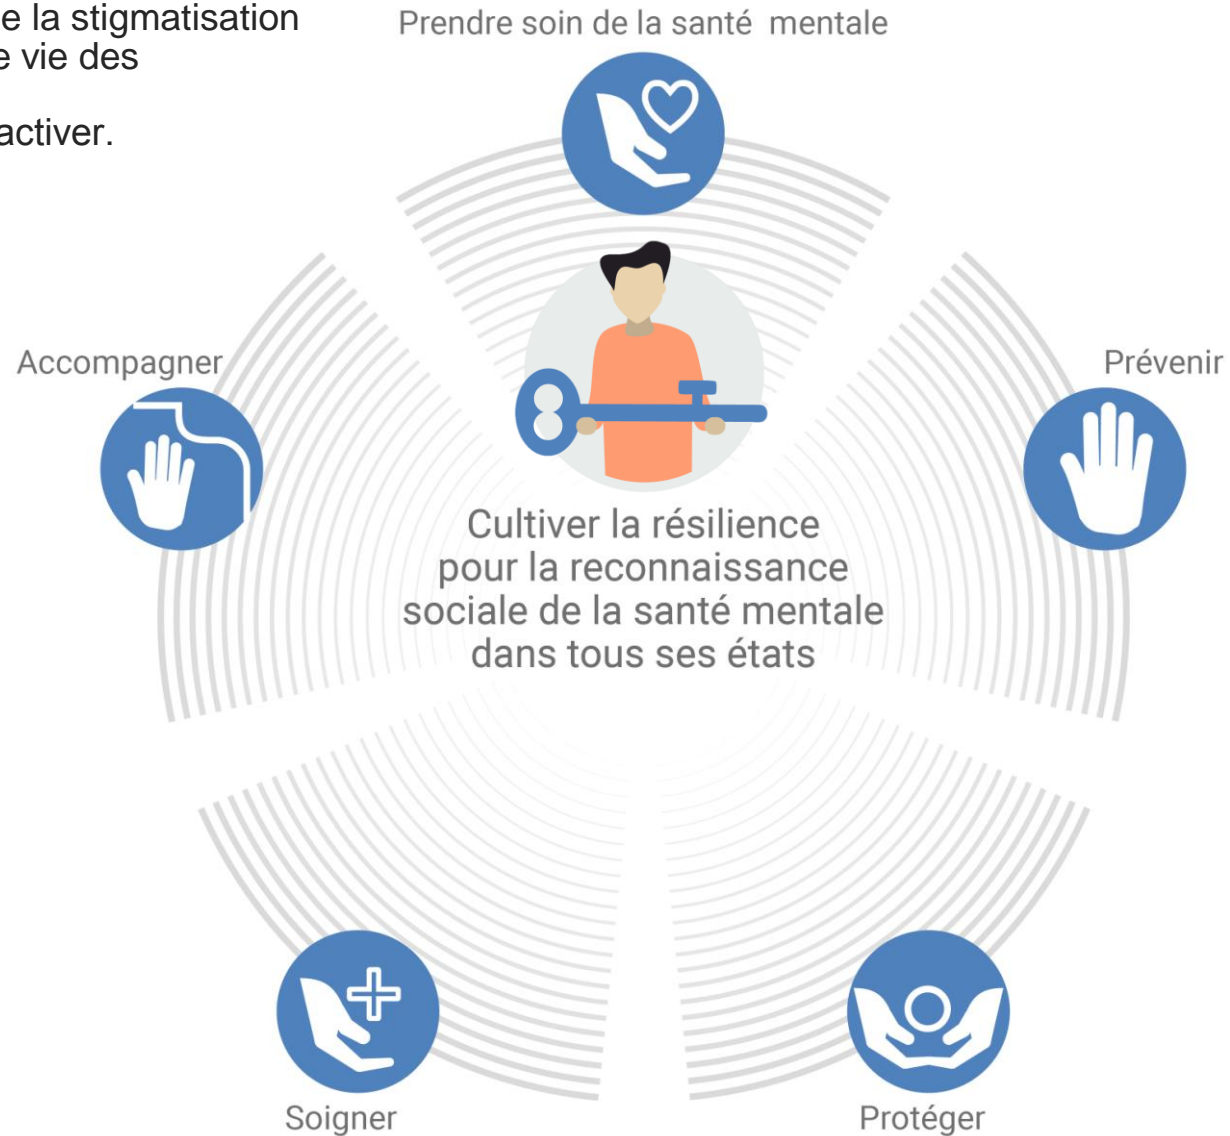 e la stigmatisation
e vie des
activer.
Prendre soin de la santé mentale
Accompagner
Prévenir
Cultiver la résilience
pour la reconnaissance
sociale de la santé mentale
dans tous ses états
Soigner
Protéger